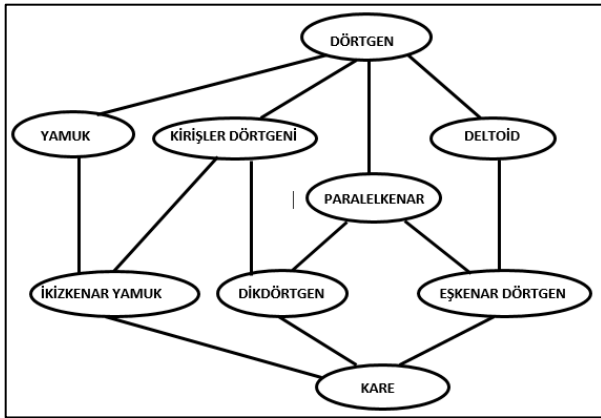 DÖRTGEN
YAMUK
KİRİŞLER DÖRTGENİ
DELTOİD
PARALELKENAR
İKİZKENAR YAMUK
DİKDÖRTGEN
EŞKENAR DÖRTGEN
KARE